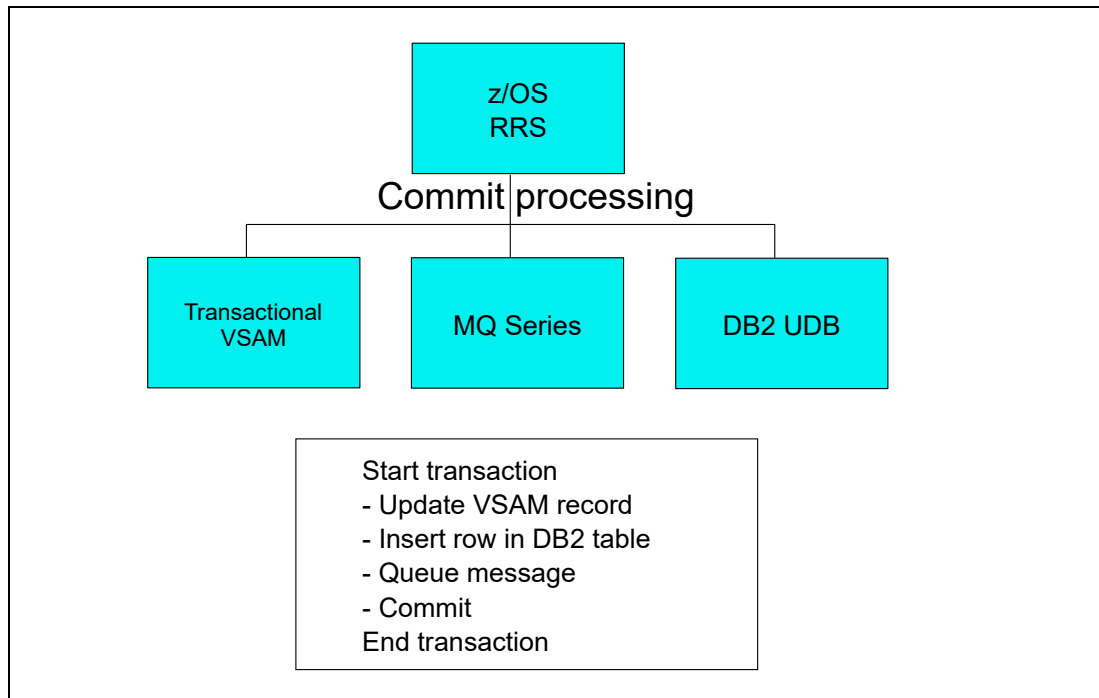 z/OS
RRS
Commit processing
Transactional
VSAM
MQ Series
DB2 UDB
Start transaction
- Update VSAM record
- Insert row in DB2 table
- Queue message
- Commit
End transaction